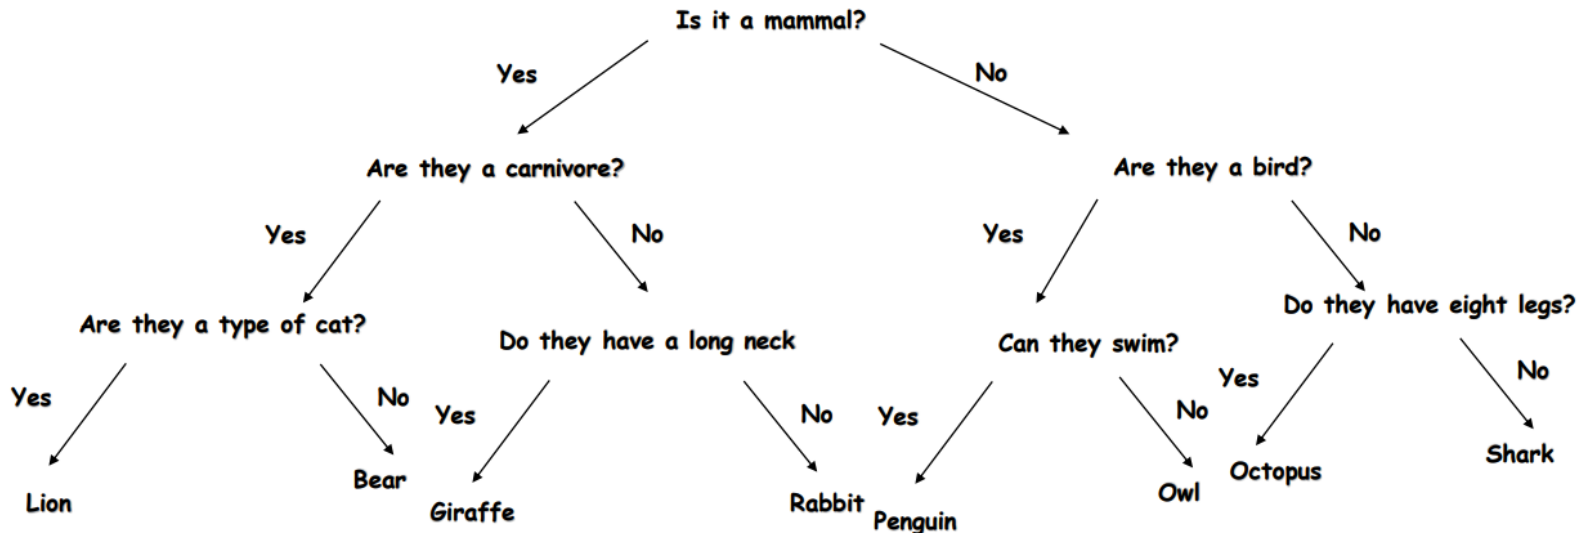 Is it a mammal?
Yes
No
Are they a carnivore?
Are they a bird?
Yes
No
Yes
No
Are they a type of cat?
Do they have a long neck
Can they swim?
Do they have eight legs?
Yes
No
Yes
No
Yes
No
Yes
No
Lion
Bear
Giraffe
Rabbit
Penguin
Owl
Octopus
Shark